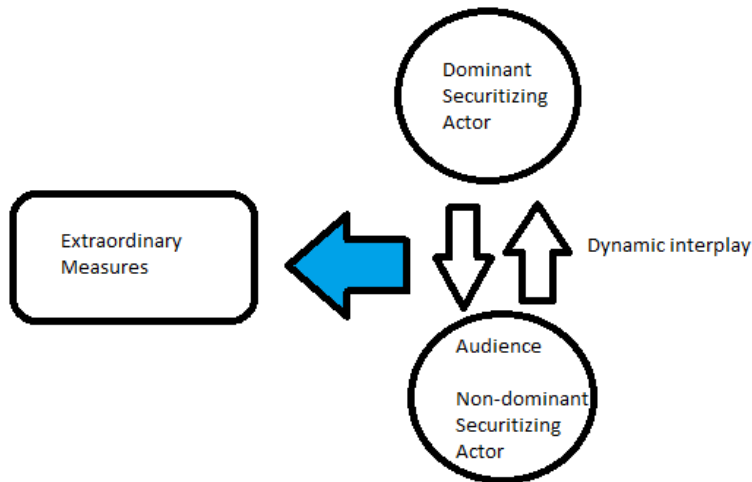 Dominant
Securitizing
Actor
Extraordinary
Measures
Dynamic interplay
Audience
Non-dominant
Securitizing
Actor